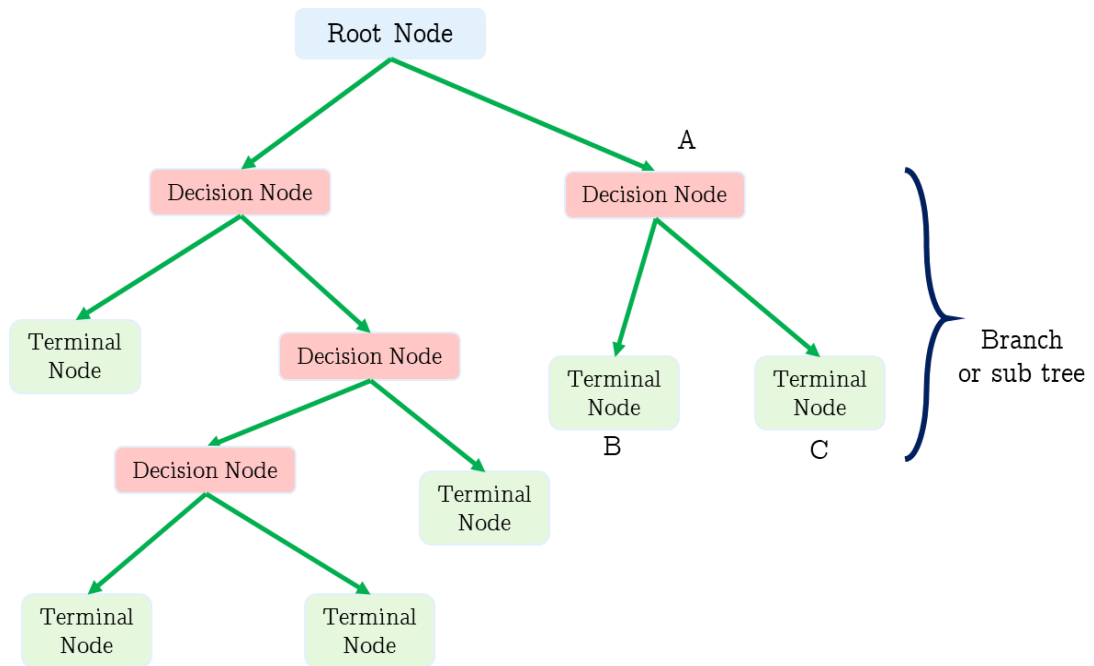 Root Node
A
Decision Node
Decision Node
Terminal
Node
Decision Node
Terminal
Node
B
Terminal
Node
C
Branch
or sub tree
Decision Node
Terminal
Node
Terminal
Node
Terminal
Node